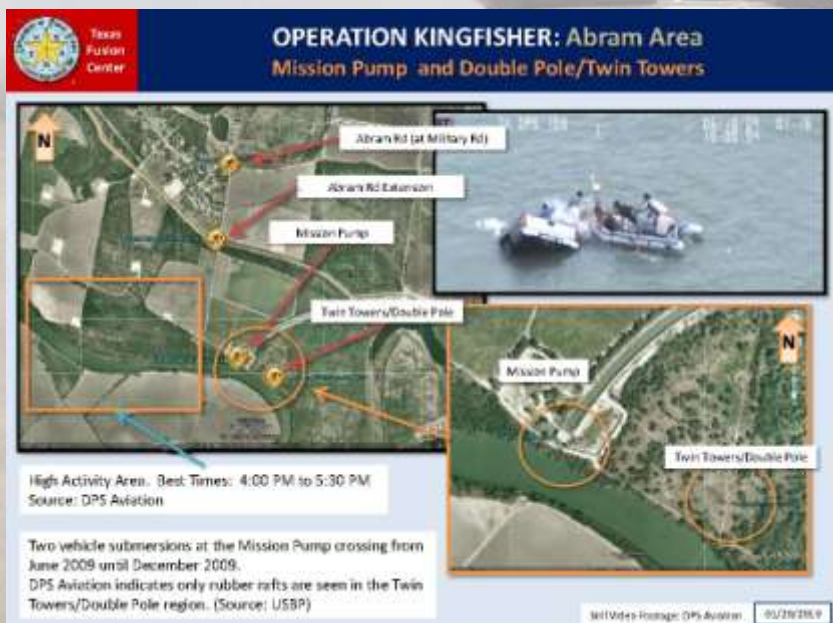 Texas
Fusion
Center
OPERATION KINGFISHER: Abram Area
Mission Pump and Double Pole/Twin Towers
N
Abram Rd (at Military Rd)
Abram Rd Extension
Mission Pump
Twin Towers/Double Pole
N
Mission Pump
Twin Towers/Double Pole
High Activity Area. Best Times: 4:00 PM to 5:30 PM
Source: DPS Aviation
Two vehicle submersions at the Mission Pump crossing from
June 2009 until December 2009.
DPS Aviation indicates only rubber rafts are seen in the Twin
Towers/Double Pole region. (Source: USBP)
Still Video Footage: DPS Aviation